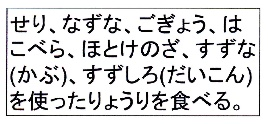 せり、なずな、ごぎょう、は
こべら、ほとけのざ、すずな
(かぶ)、すずしろ(だいこん)
を使ったりょうりを食べる。